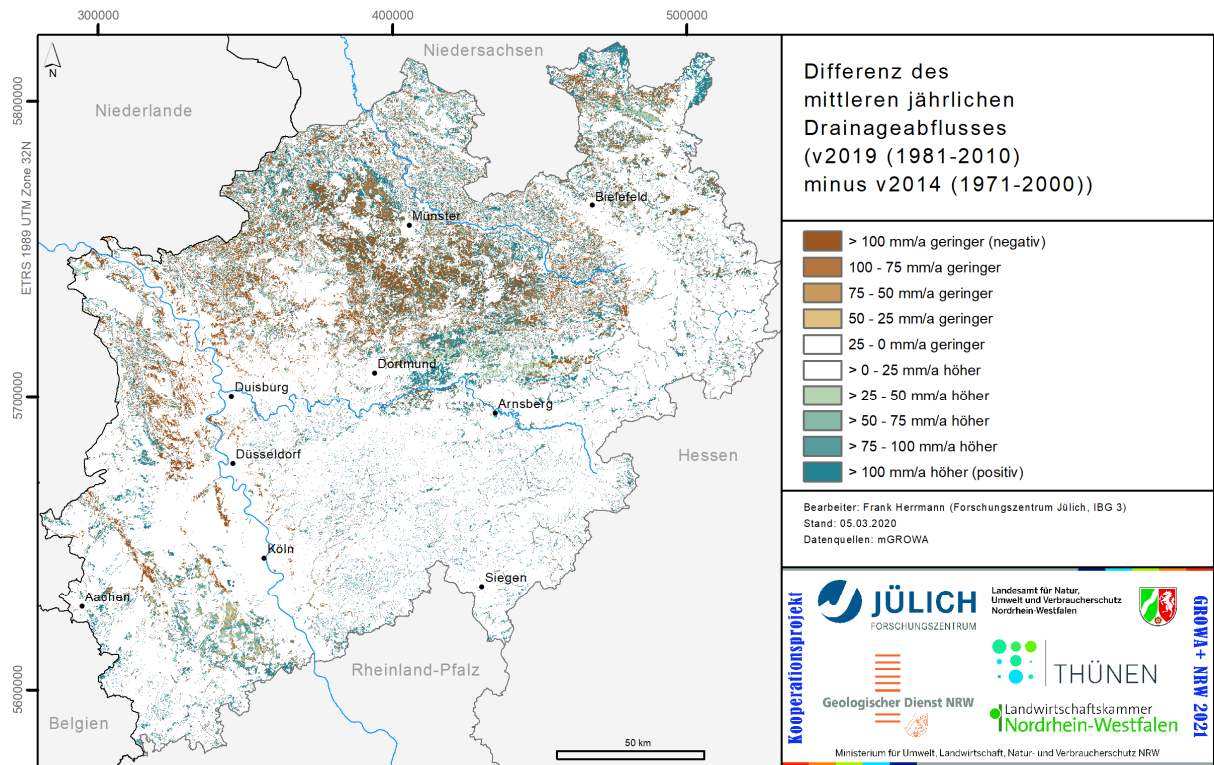 300000
400000
500000
5800000
5700000
5600000
ETRS 1989 UTM Zone 32N
N
Niedersachsen
Niederlande
Bielefeld
Münster
Dortmund
Duisburg
Arnsberg
Düsseldorf
Hessen
Köln
Siegen
Aachen
Rheinland-Pfalz
Belgien
50 km
Differenz des
mittleren jährlichen
Drainageabflusses
(v2019 (1981-2010)
minus v2014 (1971-2000))
> 100 mm/a geringer (negativ)
100 - 75 mm/a geringer
75 - 50 mm/a geringer
50 - 25 mm/a geringer
25 - 0 mm/a geringer
> 0 - 25 mm/a höher
> 25 - 50 mm/a höher
> 50 - 75 mm/a höher
> 75 - 100 mm/a höher
> 100 mm/a höher (positiv)
Bearbeiter: Frank Herrmann (Forschungszentrum Jülich, IBG 3)
Stand: 05.03.2020
Datenquellen: mGROWA
Kooperationsprojekt
JÜLICH
FORSCHUNGSZENTRUM
Landesamt für Natur,
Umwelt und Verbraucherschutz
Nordrhein-Westfalen
GROWA+ NRW 2021
THÜNEN
Geologischer Dienst NRW
Landwirtschaftskammer
Nordrhein-Westfalen
Ministerium für Umwelt, Landwirtschaft, Natur- und Verbraucherschutz NRW